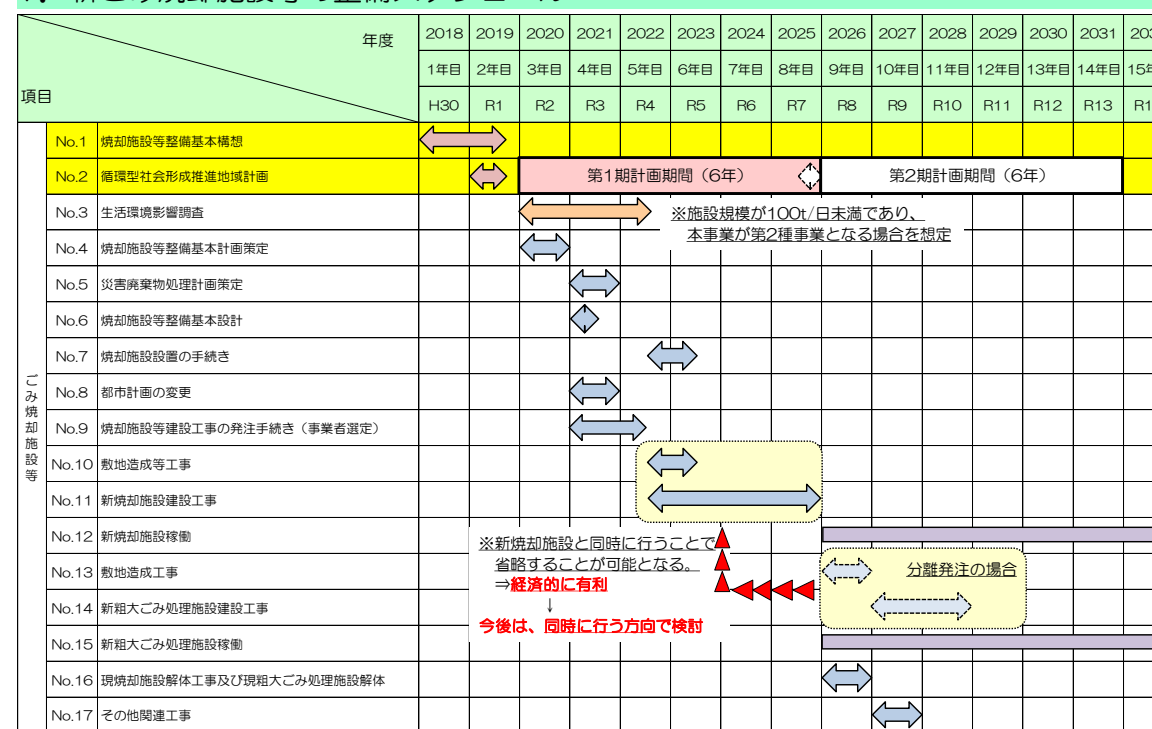 年度 2018 2019 2020 2021 2022 2023 2024 2025 2026 2027 2028 2029 2030 2031
1年目 2年目 3年目 4年目 5年目 6年目 7年目 8年目 9年目 10年目 11年目 12年目 13年目 14年目
項目 H30 R1 R2 R3 R4 R5 R6 R7 R8 R9 R10 R11 R12 R13
ごみ焼却施設等
No.1 焼却施設等整備基本構想
No.2 循環型社会形成推進地域計画 第1期計画期間（6年） 第2期計画期間（6年）
No.3 生活環境影響調査
※施設規模が100t/日未満であり、
本事業が第2種事業となる場合を想定
No.4 焼却施設等整備基本計画策定
No.5 災害廃棄物処理計画策定
No.6 焼却施設等整備基本設計
No.7 焼却施設設置の手続き
No.8 都市計画の変更
No.9 焼却施設等建設工事の発注手続き（事業者選定）
No.10 敷地造成等工事
No.11 新焼却施設建設工事
No.12 新焼却施設稼働
※新焼却施設と同時に行うことで
省略することが可能となる。
⇒経済的に有利
↓
今後は、同時に行う方向で検討
No.13 敷地造成工事 分離発注の場合
No.14 新粗大ごみ処理施設建設工事
No.15 新粗大ごみ処理施設稼働
No.16 現焼却施設解体工事及び現粗大ごみ処理施設解体
No.17 その他関連工事